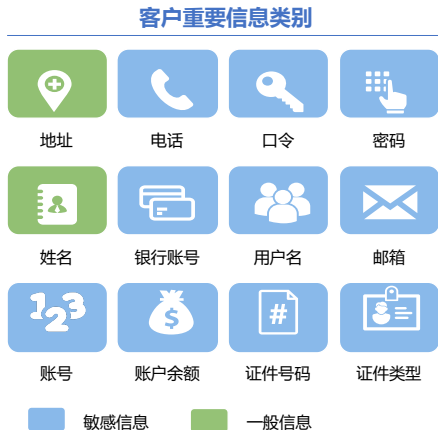 客户重要信息类别
地址 电话 口令 密码
姓名 银行账号 用户名 邮箱
123 $ #
账号 账户余额 证件号码 证件类型
敏感信息 一般信息